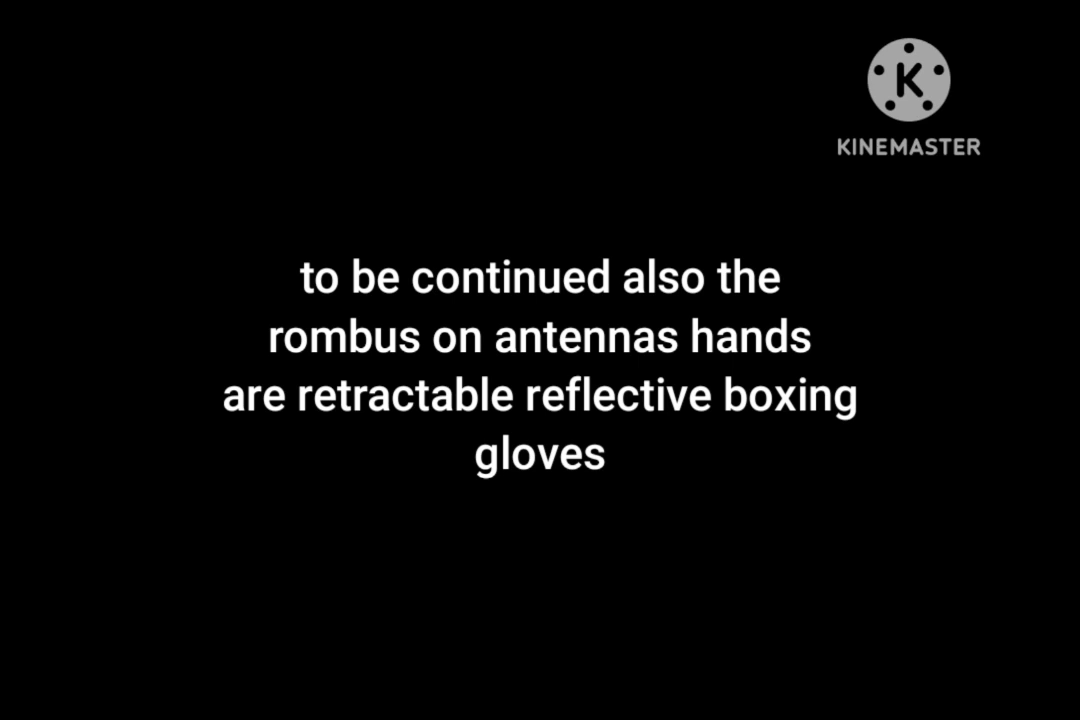 K
KINEMASTER
to be continued also the
rombus on antennas hands
are retractable reflective boxing
gloves